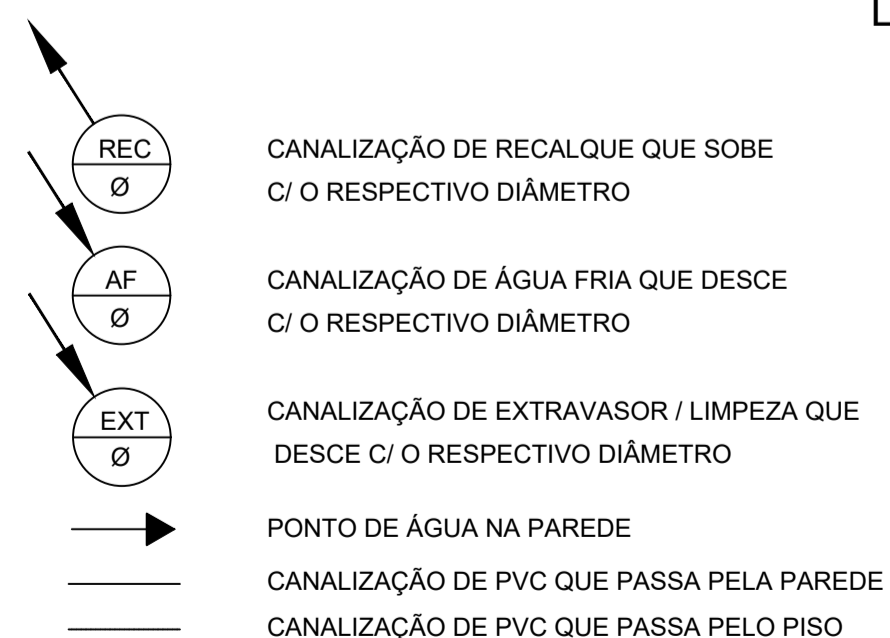 REC
Ø
CANALIZAÇÃO DE RECALQUE QUE SOBE
C/ O RESPECTIVO DIÂMETRO
AF
Ø
CANALIZAÇÃO DE ÁGUA FRIA QUE DESCE
C/ O RESPECTIVO DIÂMETRO
EXT
Ø
CANALIZAÇÃO DE EXTRAVASOR / LIMPEZA QUE
DESCE C/ O RESPECTIVO DIÂMETRO
PONTO DE ÁGUA NA PAREDE
CANALIZAÇÃO DE PVC QUE PASSA PELA PAREDE
CANALIZAÇÃO DE PVC QUE PASSA PELO PISO